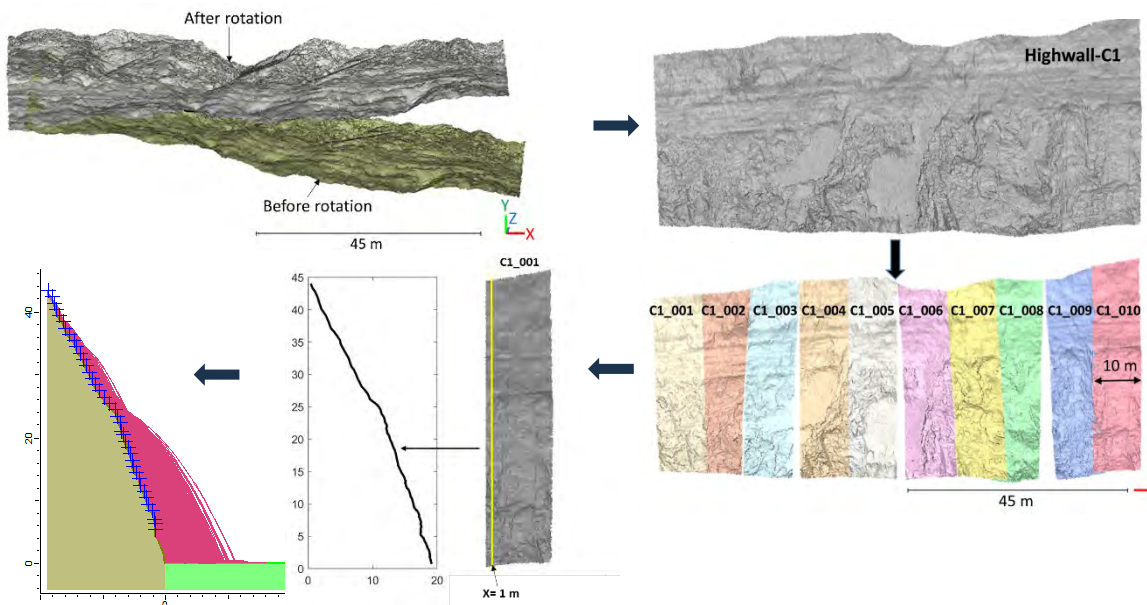 After rotation
Before rotation
Y
Z
X
45 m
Highwall-C1
C1_001
C1_002
C1_003
C1_004
C1_005
C1_006
C1_007
C1_008
C1_009
C1_010
10 m
45 m
C1_001
X= 1 m
45
40
35
30
25
20
15
10
5
0
0
10
20
40
20
0
0